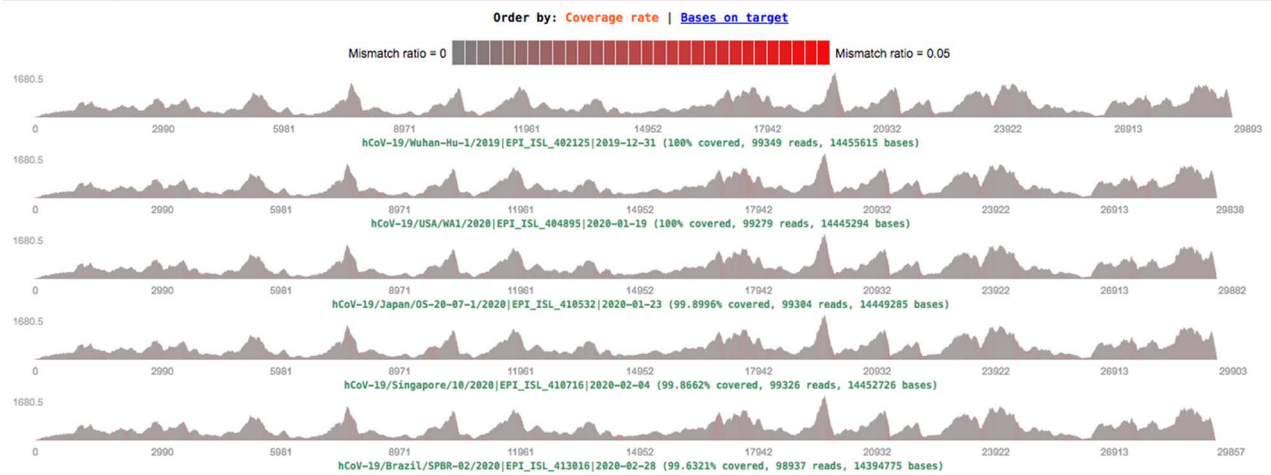 Order by: Coverage rate | Bases on target
Mismatch ratio = 0 Mismatch ratio = 0.05
1680.5
0 2990 5981 8971 11961 14952 17942 20932 23922 26913 29893
hCoV-19/Wuhan-Hu-1/2019|EPI_ISL_402125|2019-12-31 (100% covered, 99349 reads, 14455615 bases)
1680.5
0 2990 5981 8971 11961 14952 17942 20932 23922 26913 29838
hCoV-19/USA/WA1/2020|EPI_ISL_404895|2020-01-19 (100% covered, 99279 reads, 14445294 bases)
1680.5
0 2990 5981 8971 11961 14952 17942 20932 23922 26913 29882
hCoV-19/Japan/OS-20-07-1/2020|EPI_ISL_410532|2020-01-23 (99.8996% covered, 99304 reads, 14449285 bases)
1680.5
0 2990 5981 8971 11961 14952 17942 20932 23922 26913 29903
hCoV-19/Singapore/10/2020|EPI_ISL_410716|2020-02-04 (99.8662% covered, 99326 reads, 14452726 bases)
1680.5
0 2990 5981 8971 11961 14952 17942 20932 23922 26913 29857
hCoV-19/Brazil/SPBR-02/2020|EPI_ISL_413016|2020-02-28 (99.6321% covered, 98937 reads, 14394775 bases)